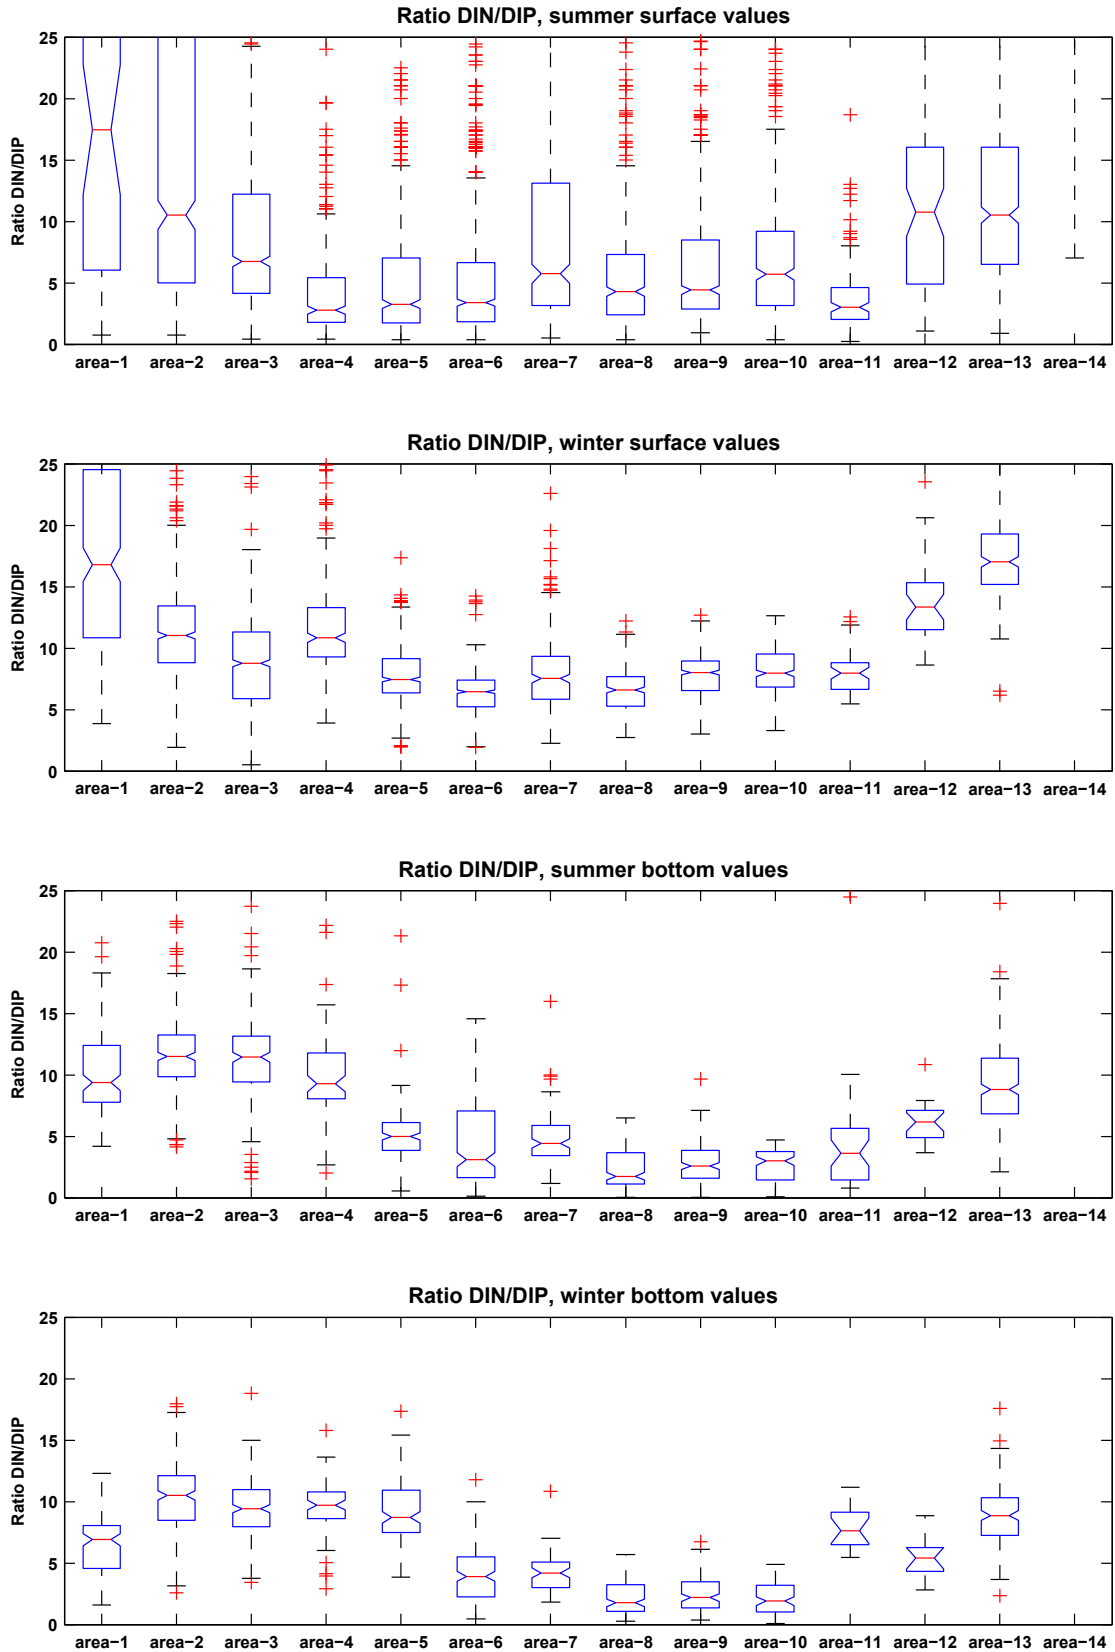 Ratio DIN/DIP, summer surface values
25
20
15
10
5
0
Ratio DIN/DIP
area-1 area-2 area-3 area-4 area-5 area-6 area-7 area-8 area-9 area-10 area-11 area-12 area-13 area-14
Ratio DIN/DIP, winter surface values
25
20
15
10
5
0
Ratio DIN/DIP
area-1 area-2 area-3 area-4 area-5 area-6 area-7 area-8 area-9 area-10 area-11 area-12 area-13 area-14
Ratio DIN/DIP, summer bottom values
25
20
15
10
5
0
Ratio DIN/DIP
area-1 area-2 area-3 area-4 area-5 area-6 area-7 area-8 area-9 area-10 area-11 area-12 area-13 area-14
Ratio DIN/DIP, winter bottom values
25
20
15
10
5
0
Ratio DIN/DIP
area-1 area-2 area-3 area-4 area-5 area-6 area-7 area-8 area-9 area-10 area-11 area-12 area-13 area-14